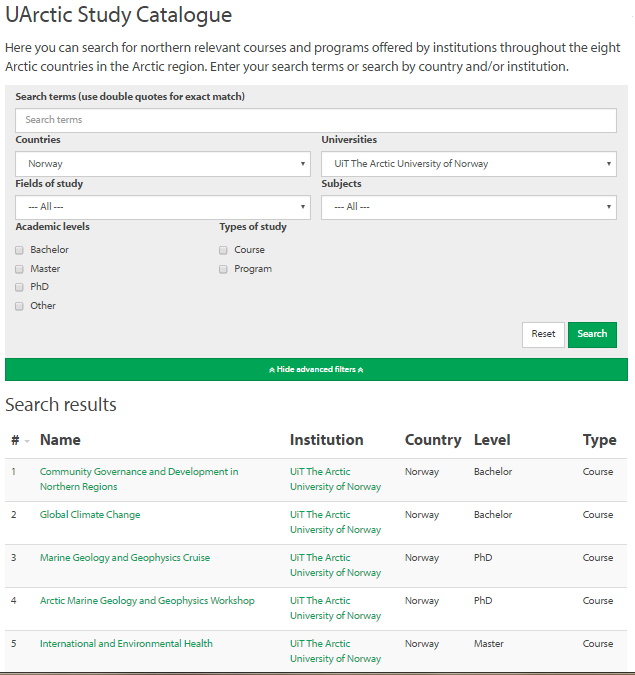 UArctic Study Catalogue
Here you can search for northern relevant courses and programs offered by institutions throughout the eight
Arctic countries in the Arctic region. Enter your search terms or search by country and/or institution.
Search terms (use double quotes for exact match)
Search terms
Countries Universities
Norway UiT The Arctic University of Norway
Fields of study Subjects
--- All --- --- All ---
Academic levels Types of study
Bachelor Course
Master Program
PhD
Other
Reset Search
Hide advanced filters
Search results
# Name Institution Country Level Type
1 Community Governance and Development in UiT The Arctic Norway Bachelor Course
Northern Regions University of Norway
2 Global Climate Change UiT The Arctic Norway Bachelor Course
University of Norway
3 Marine Geology and Geophysics Cruise UiT The Arctic Norway PhD Course
University of Norway
4 Arctic Marine Geology and Geophysics Workshop UiT The Arctic Norway PhD Course
University of Norway
5 International and Environmental Health UiT The Arctic Norway Master Course
University of Norway